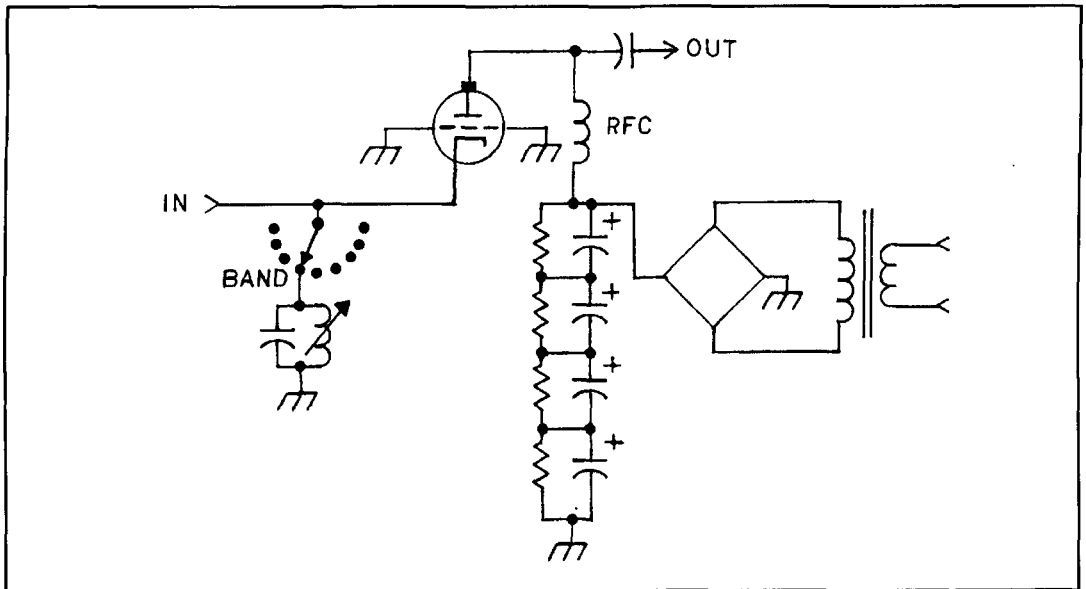 OUT
RFC
IN
BAND
+
+
+
+